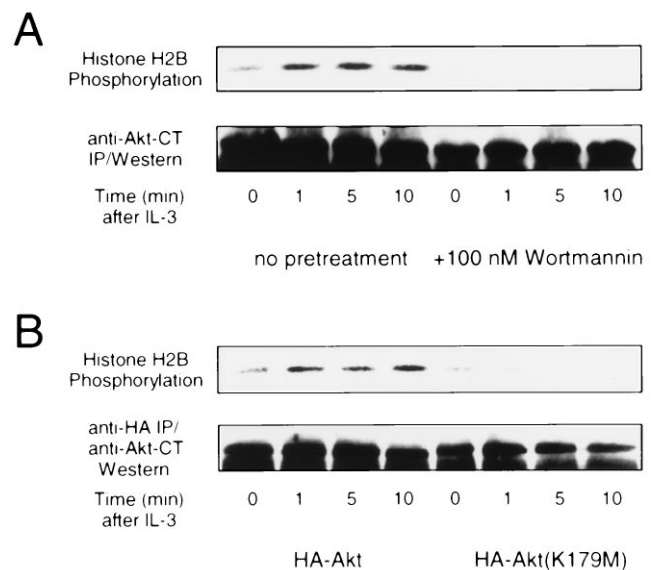 A
Histone H2B
Phosphorylation
anti-Akt-CT
IP/Western
Time (min) 0 1 5 10 0 1 5 10
after IL-3
no pretreatment +100 nM Wortmannin
B
Histone H2B
Phosphorylation
anti-HA IP/
anti-Akt-CT
Western
Time (min) 0 1 5 10 0 1 5 10
after IL-3
HA-Akt HA-Akt(K179M)